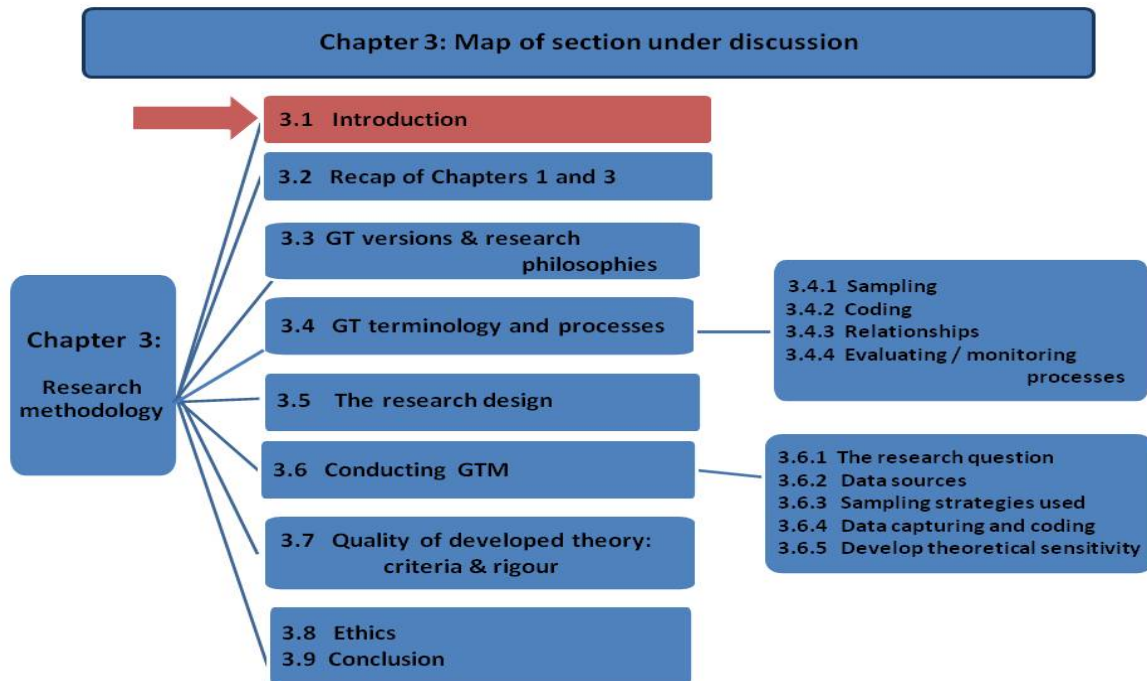 Chapter 3: Map of section under discussion
3.1 Introduction
3.2 Recap of Chapters 1 and 3
3.3 GT versions & research
philosophies
3.4 GT terminology and processes
3.4.1 Sampling
3.4.2 Coding
3.4.3 Relationships
3.4.4 Evaluating / monitoring
processes
Chapter 3:
Research
methodology
3.5 The research design
3.6 Conducting GTM
3.6.1 The research question
3.6.2 Data sources
3.6.3 Sampling strategies used
3.6.4 Data capturing and coding
3.6.5 Develop theoretical sensitivity
3.7 Quality of developed theory:
criteria & rigour
3.8 Ethics
3.9 Conclusion